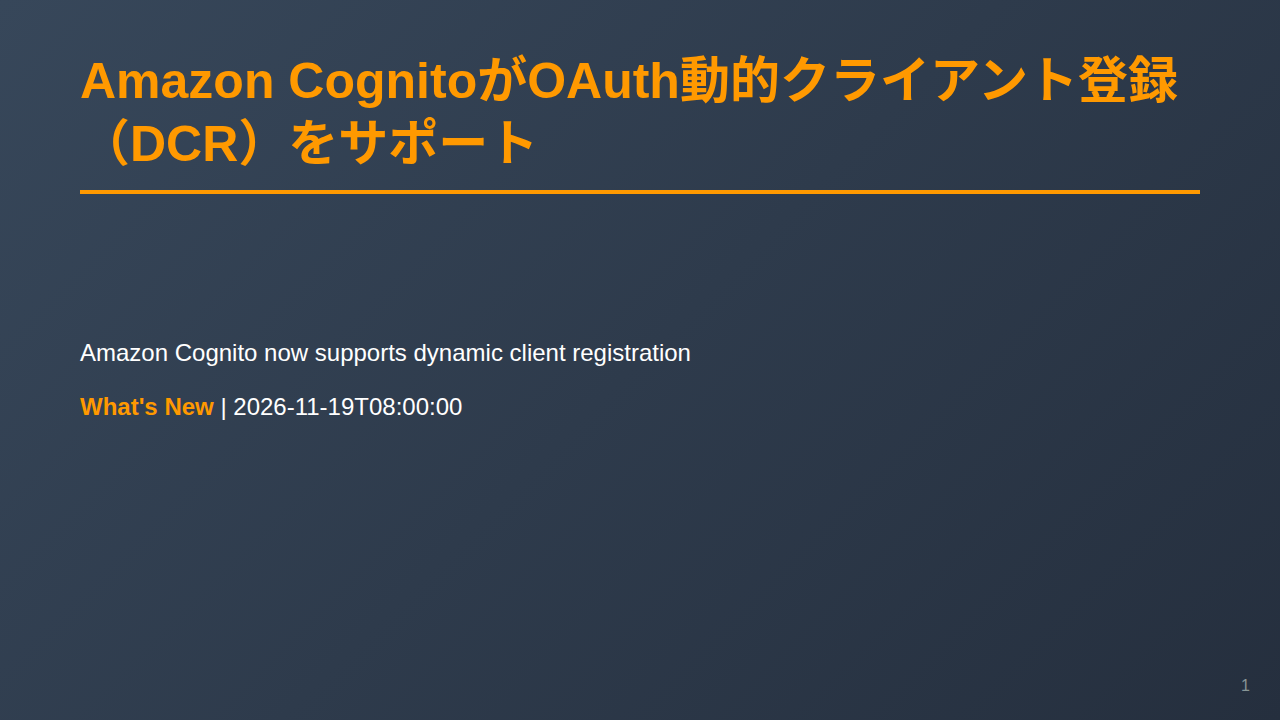 Amazon CognitoがOAuth動的クライアント登録
（DCR）をサポート
Amazon Cognito now supports dynamic client registration
What's New | 2026-11-19T08:00:00
1